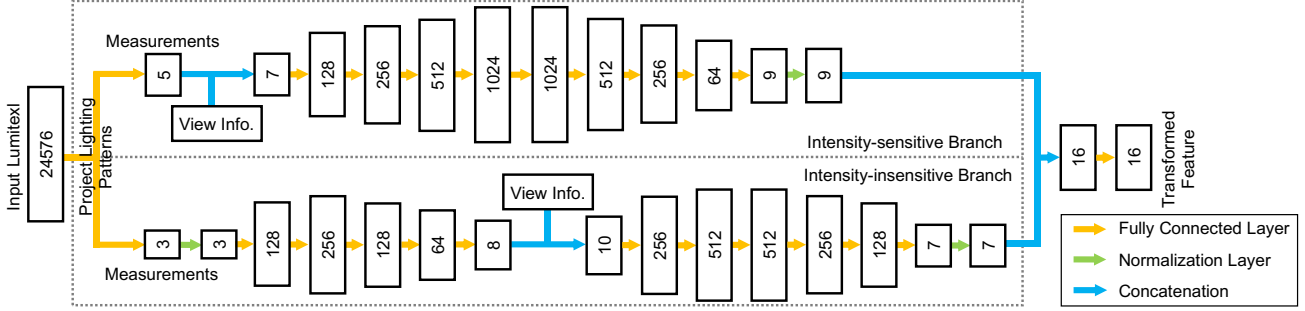 Input Lumitexl
24576
Project Lighting
Patterns
Measurements
5
View Info.
7
128
256
512
1024
1024
512
256
64
9
9
Intensity-sensitive Branch
Intensity-insensitive Branch
3
3
Measurements
128
256
128
64
8
View Info.
10
256
512
512
256
128
7
7
16
16
Transformed
Feature
Fully Connected Layer
Normalization Layer
Concatenation